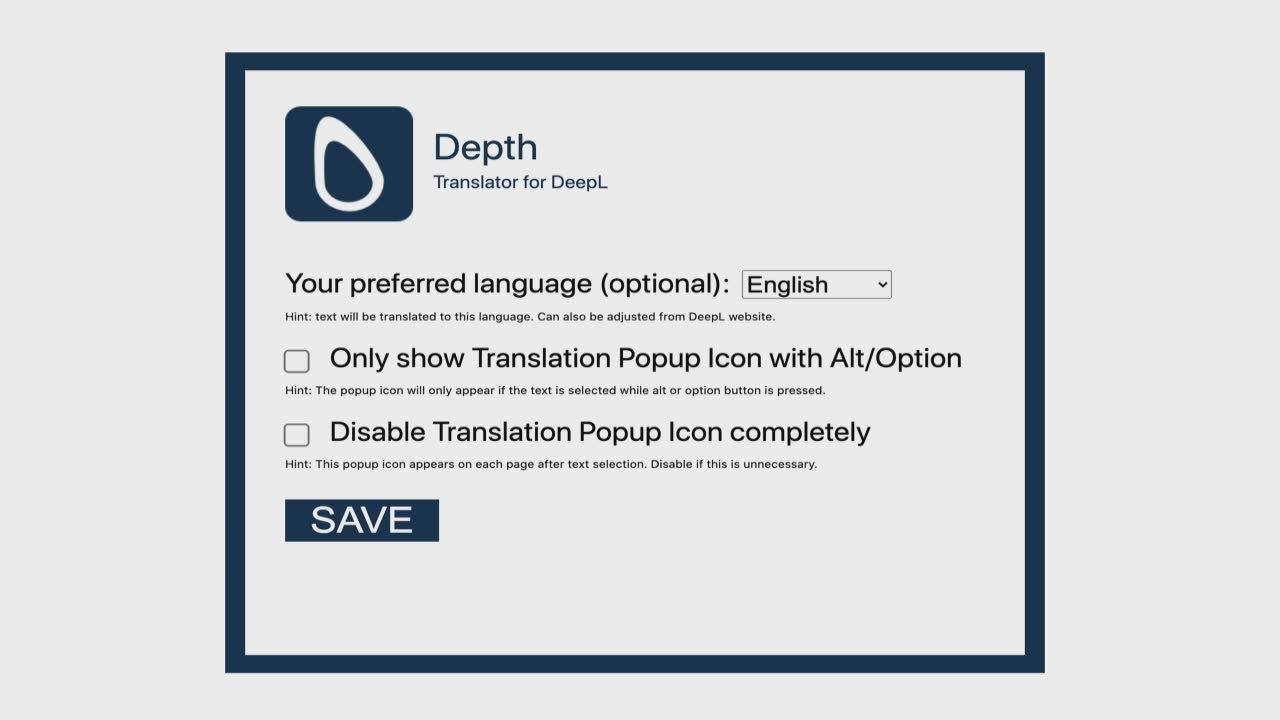 Depth
Translator for DeepL
Your preferred language (optional): English
Hint: text will be translated to this language. Can also be adjusted from DeepL website.
Only show Translation Popup Icon with Alt/Option
Hint: The popup icon will only appear if the text is selected while alt or option button is pressed.
Disable Translation Popup Icon completely
Hint: This popup icon appears on each page after text selection. Disable if this is unnecessary.
SAVE